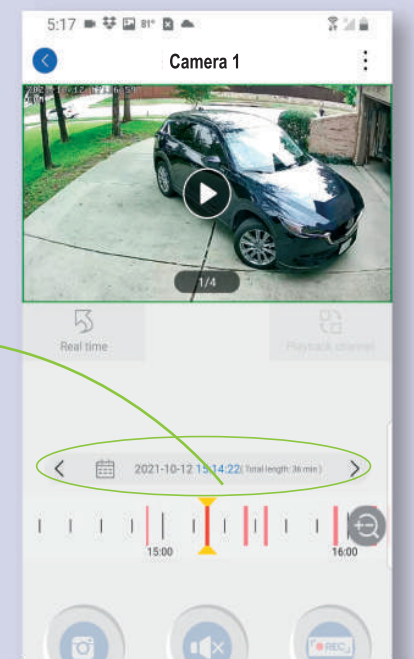 5:17 81°
Camera 1
1/4
Real time
Playback channel
2021-10-12 15:14:22( Total length: 36 min )
15:00
16:00
REC